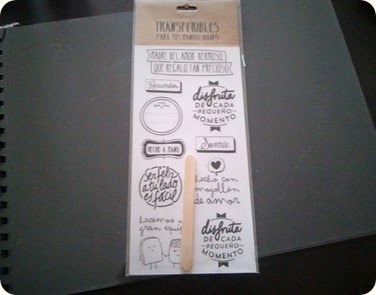 TRANSFERIBLES
PARA TUS MANUALIDADES
MADRE DEL AMOR HERMOSO,
QUE REGALO TAN PRECIOSO
Recuerdos
disfruta
DE CADA
PEQUEÑO
MOMENTO
HECHO A MANO
Sonríe
ser feliz
a tu lado
es fácil
hecho con
mogollón
de amor
hacemos un
gran equipo
disfruta
DE CADA
PEQUEÑO
MOMENTO